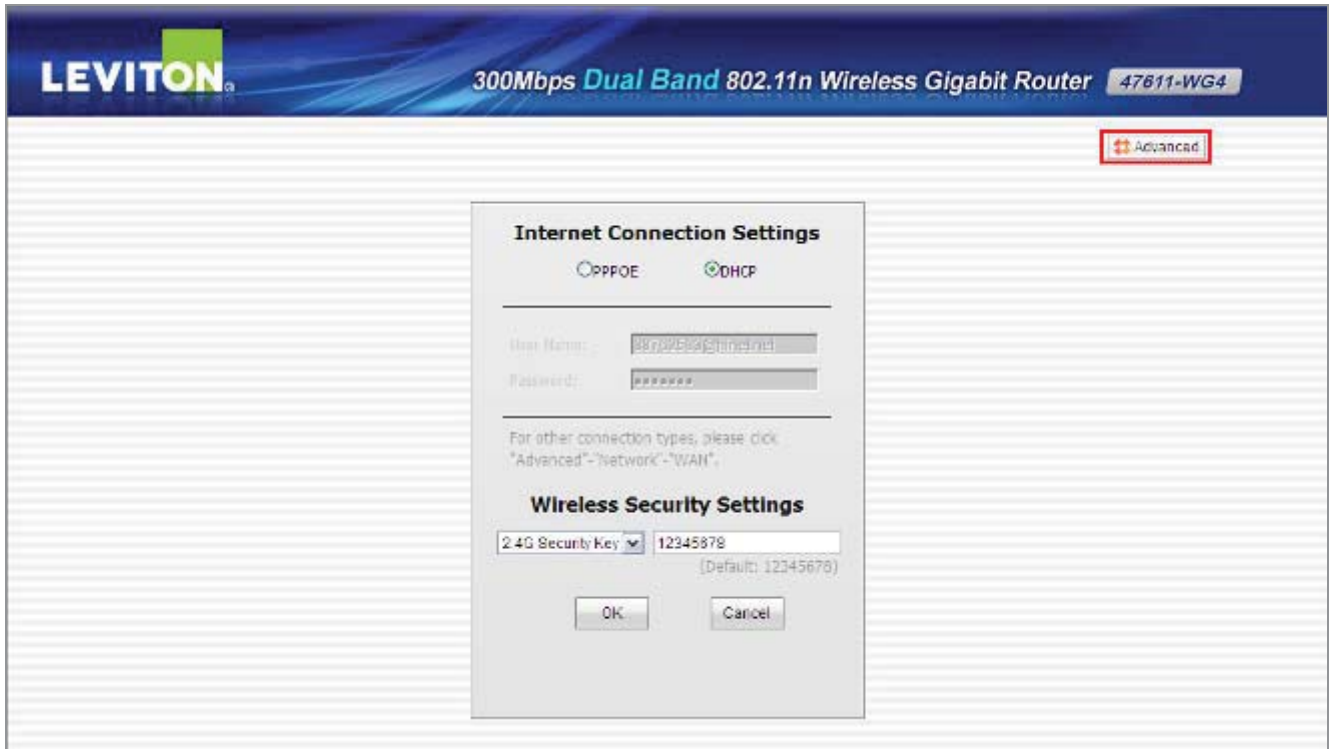 LEVITON®
300Mbps Dual Band 802.11n Wireless Gigabit Router 47611-WG4
Advanced
Internet Connection Settings
PPPOE DHCP
User Name:
Password: •••••••
For other connection types, please click
"Advanced"-"Network"-"WAN".
Wireless Security Settings
2.4G Security Key 12345678
(Default: 12345678)
OK Cancel